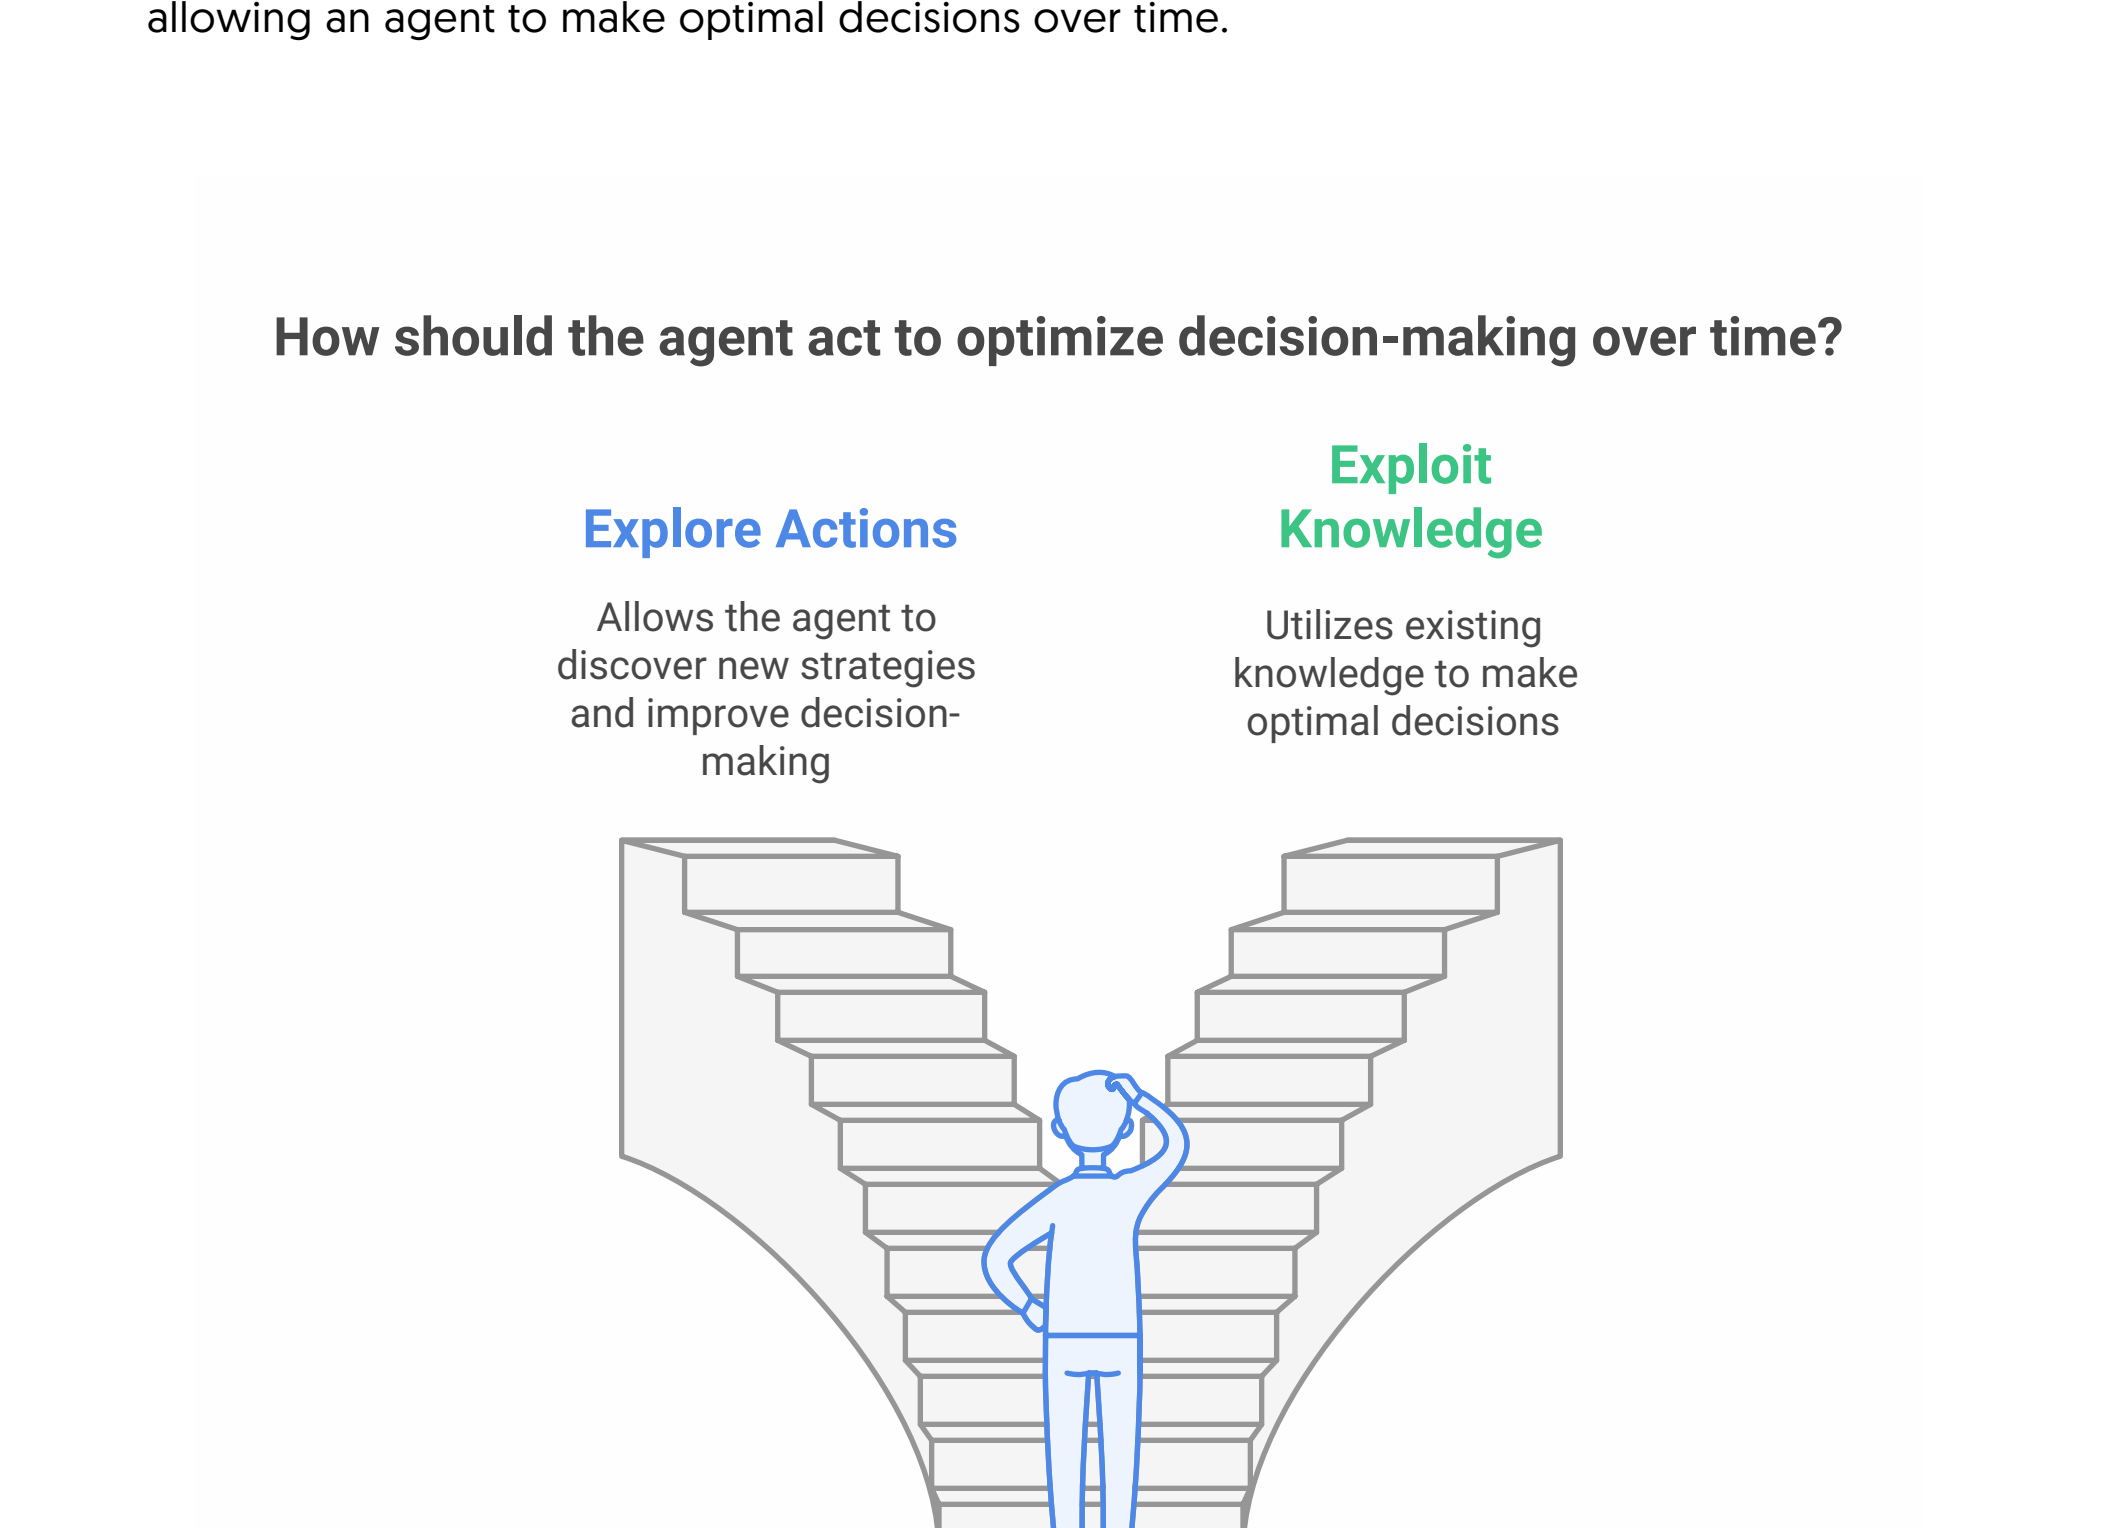 allowing an agent to make optimal decisions over time.
How should the agent act to optimize decision-making over time?
Explore Actions
Allows the agent to
discover new strategies
and improve decision-
making
Exploit
Knowledge
Utilizes existing
knowledge to make
optimal decisions